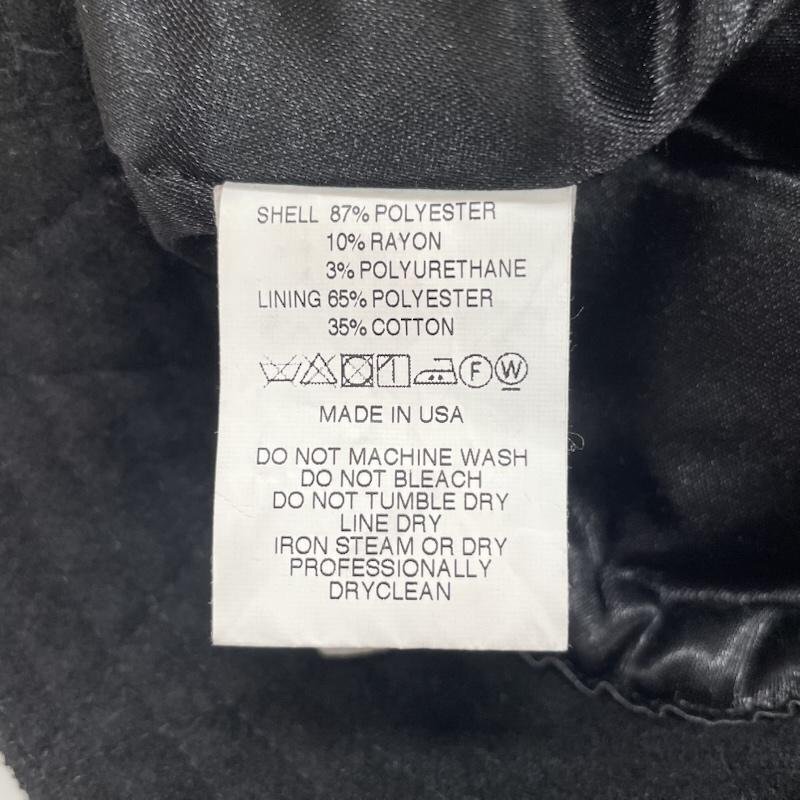 SHELL 87% POLYESTER
10% RAYON
3% POLYURETHANE
LINING 65% POLYESTER
35% COTTON
F W
MADE IN USA
DO NOT MACHINE WASH
DO NOT BLEACH
DO NOT TUMBLE DRY
LINE DRY
IRON STEAM OR DRY
PROFESSIONALLY
DRYCLEAN